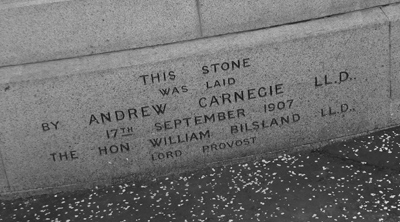 THIS STONE
WAS LAID
BY ANDREW CARNEGIE LL.D.,
17TH SEPTEMBER 1907
THE HON WILLIAM BILSLAND LL.D.,
LORD PROVOST